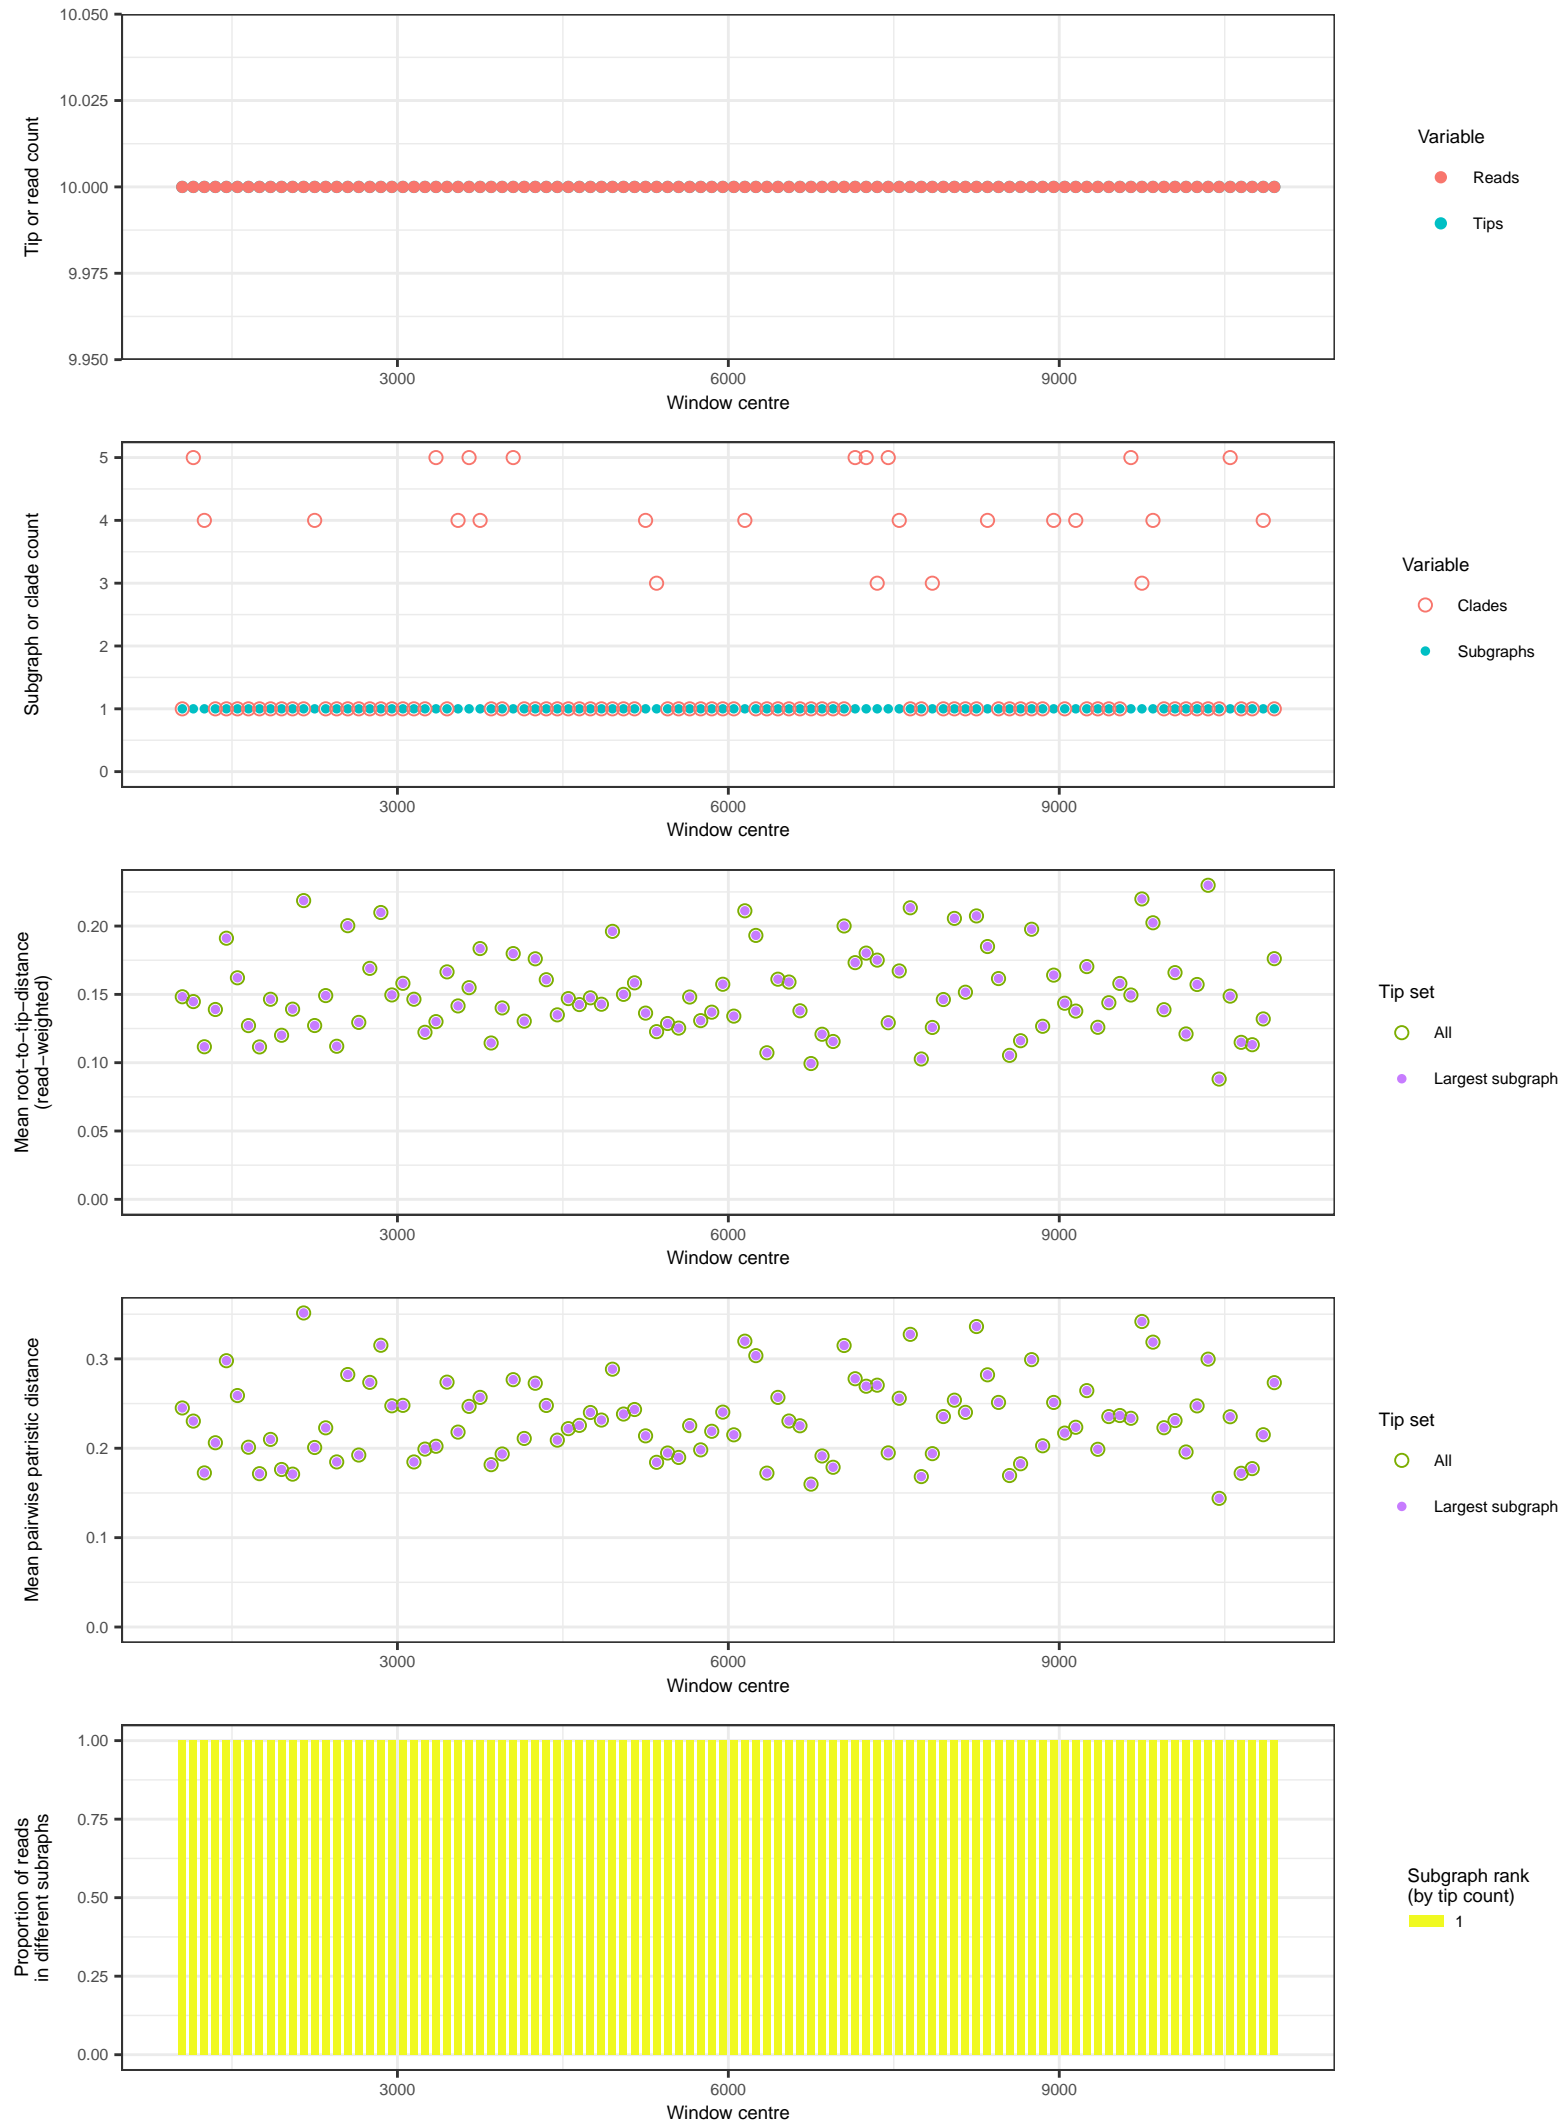 10.050
10.025
10.000
9.975
9.950
Tip or read count
3000
6000
9000
Window centre
Variable
Reads
Tips
5
4
3
2
1
0
Subgraph or clade count
3000
6000
9000
Window centre
Variable
Clades
Subgraphs
0.20
0.15
0.10
0.05
0.00
Mean root−to−tip−distance
(read−weighted)
3000
6000
9000
Window centre
Tip set
All
Largest subgraph
0.3
0.2
0.1
0.0
Mean pairwise patristic distance
3000
6000
9000
Window centre
Tip set
All
Largest subgraph
1.00
0.75
0.50
0.25
0.00
Proportion of reads
in different subraphs
3000
6000
9000
Window centre
Subgraph rank
(by tip count)
1